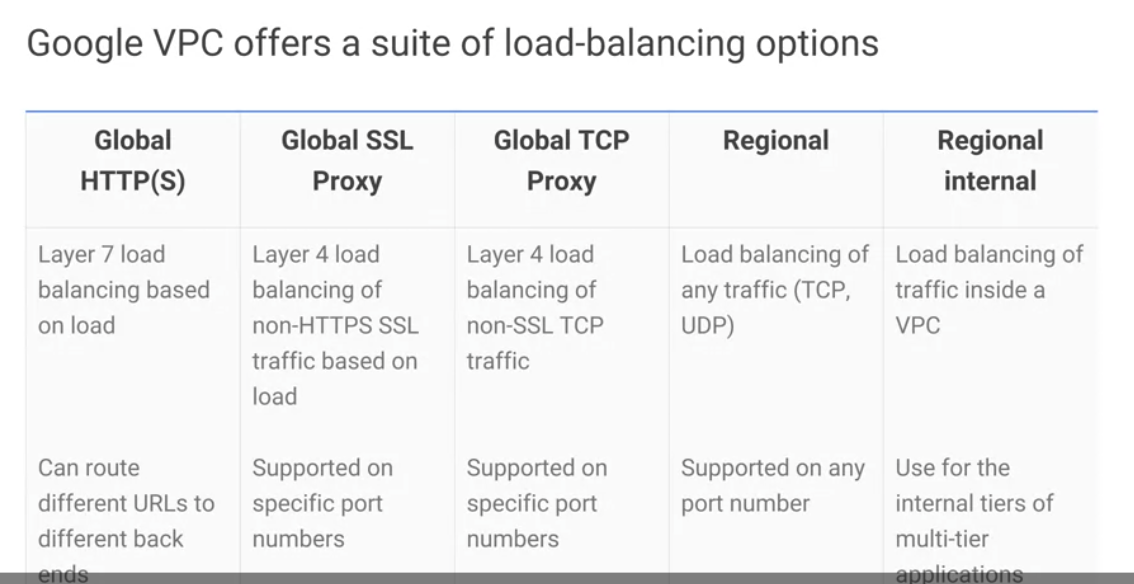 Google VPC offers a suite of load-balancing options
Global
HTTP(S)
Global SSL
Proxy
Global TCP
Proxy
Regional
Regional
internal
Layer 7 load
balancing based
on load
Layer 4 load
balancing of
non-HTTPS SSL
traffic based on
load
Layer 4 load
balancing of
non-SSL TCP
traffic
Load balancing of
any traffic (TCP,
UDP)
Load balancing of
traffic inside a
VPC
Can route
different URLs to
different back
ends
Supported on
specific port
numbers
Supported on
specific port
numbers
Supported on any
port number
Use for the
internal tiers of
multi-tier
applications